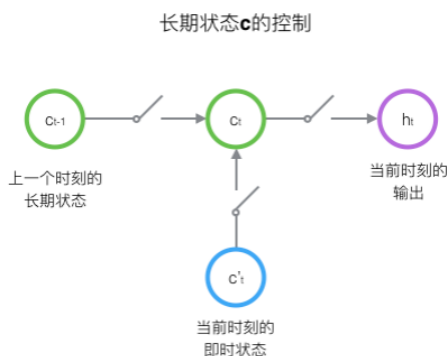 长期状态c的控制
Ct-1
Ct
ht
上一个时刻的
长期状态
当前时刻的
输出
c't
当前时刻的
即时状态